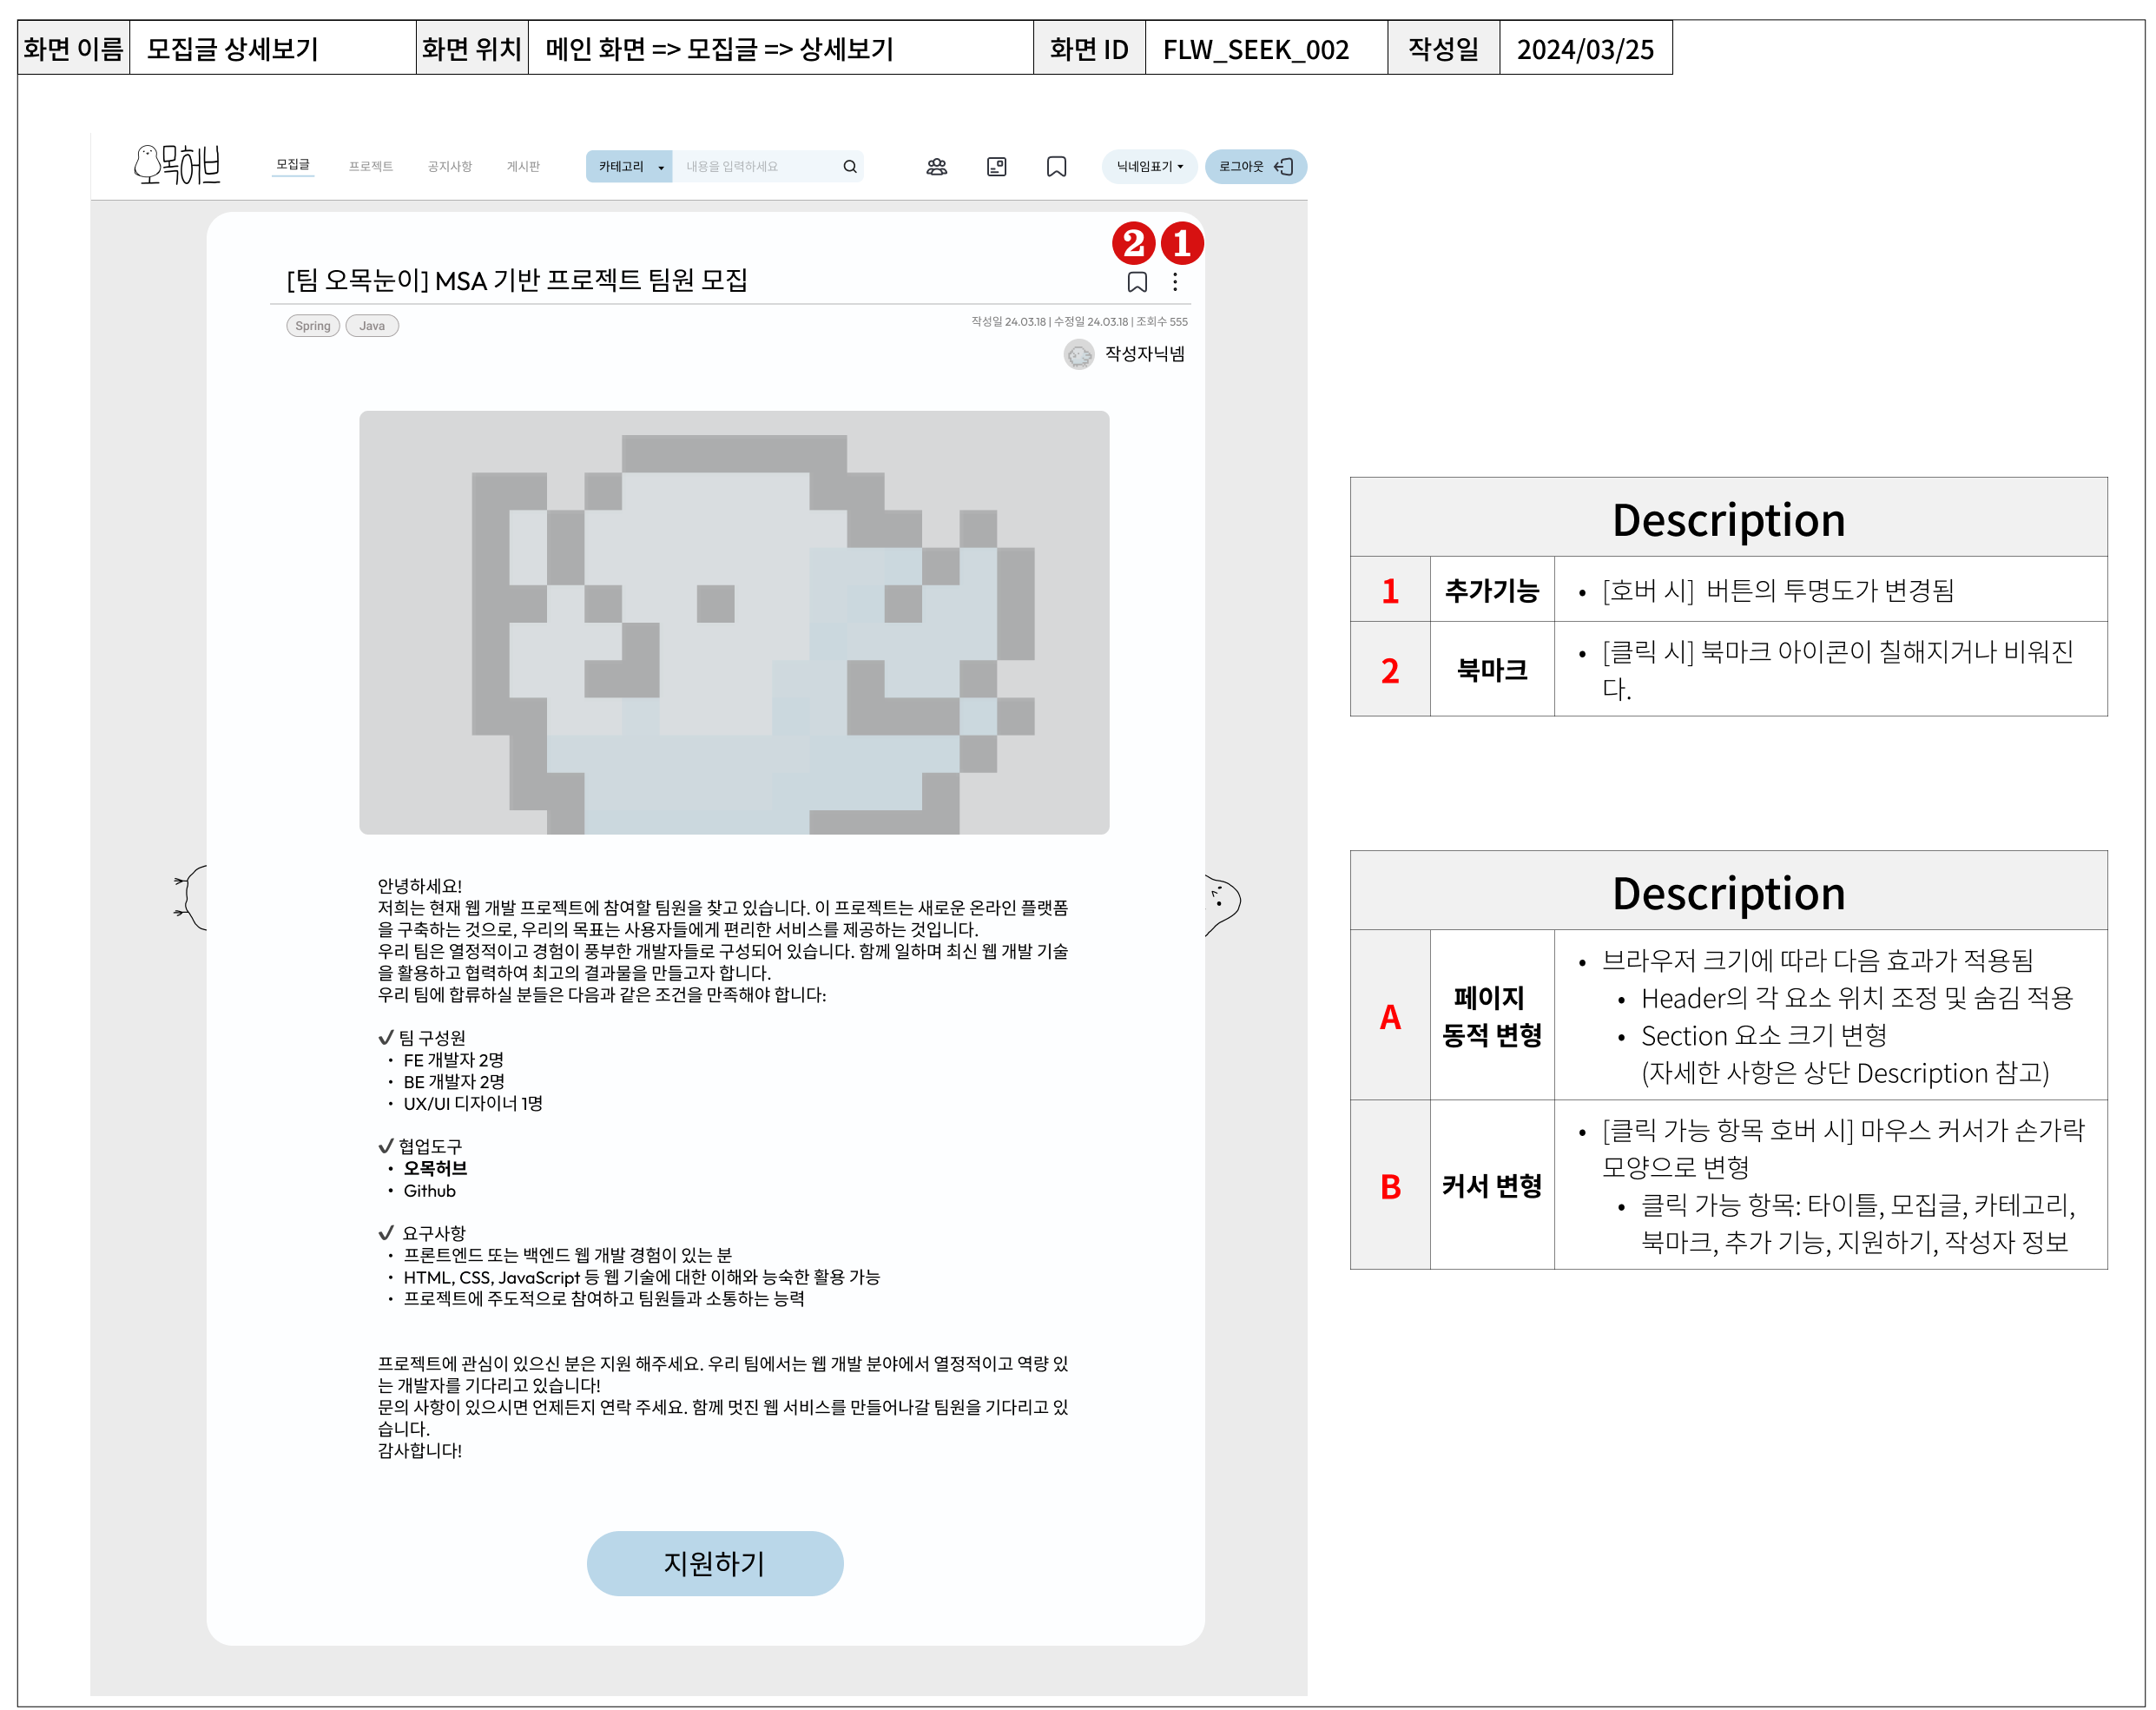 화면 이름 모집글 상세보기 화면 위치 메인 화면 => 모집글 => 상세보기 화면 ID FLW_SEEK_002 작성일 2024/03/25
오목허브 모집글 프로젝트 공지사항 게시판 카테고리 내용을 입력하세요 닉네임표기 로그아웃
2 1
[팀 오목눈이] MSA 기반 프로젝트 팀원 모집
Spring Java 작성일 24.03.18 | 수정일 24.03.18 | 조회수 555
작성자닉넴
안녕하세요!
저희는 현재 웹 개발 프로젝트에 참여할 팀원을 찾고 있습니다. 이 프로젝트는 새로운 온라인 플랫폼
을 구축하는 것으로, 우리의 목표는 사용자들에게 편리한 서비스를 제공하는 것입니다.
우리 팀은 열정적이고 경험이 풍부한 개발자들로 구성되어 있습니다. 함께 일하며 최신 웹 개발 기술
을 활용하고 협력하여 최고의 결과물을 만들고자 합니다.
우리 팀에 합류하실 분들은 다음과 같은 조건을 만족해야 합니다:
✔ 팀 구성원
• FE 개발자 2명
• BE 개발자 2명
• UX/UI 디자이너 1명
✔ 협업도구
• 오목허브
• Github
✔ 요구사항
• 프론트엔드 또는 백엔드 웹 개발 경험이 있는 분
• HTML, CSS, JavaScript 등 웹 기술에 대한 이해와 능숙한 활용 가능
• 프로젝트에 주도적으로 참여하고 팀원들과 소통하는 능력
프로젝트에 관심이 있으신 분은 지원 해주세요. 우리 팀에서는 웹 개발 분야에서 열정적이고 역량 있
는 개발자를 기다리고 있습니다!
문의 사항이 있으시면 언제든지 연락 주세요. 함께 멋진 웹 서비스를 만들어나갈 팀원을 기다리고 있
습니다.
감사합니다!
지원하기
Description
1 추가기능 • [호버 시] 버튼의 투명도가 변경됨
2 북마크 • [클릭 시] 북마크 아이콘이 칠해지거나 비워진
다.
Description
A 페이지
동적 변형
• 브라우저 크기에 따라 다음 효과가 적용됨
• Header의 각 요소 위치 조정 및 숨김 적용
• Section 요소 크기 변형
(자세한 사항은 상단 Description 참고)
B 커서 변형
• [클릭 가능 항목 호버 시] 마우스 커서가 손가락
모양으로 변형
• 클릭 가능 항목: 타이틀, 모집글, 카테고리,
북마크, 추가 기능, 지원하기, 작성자 정보